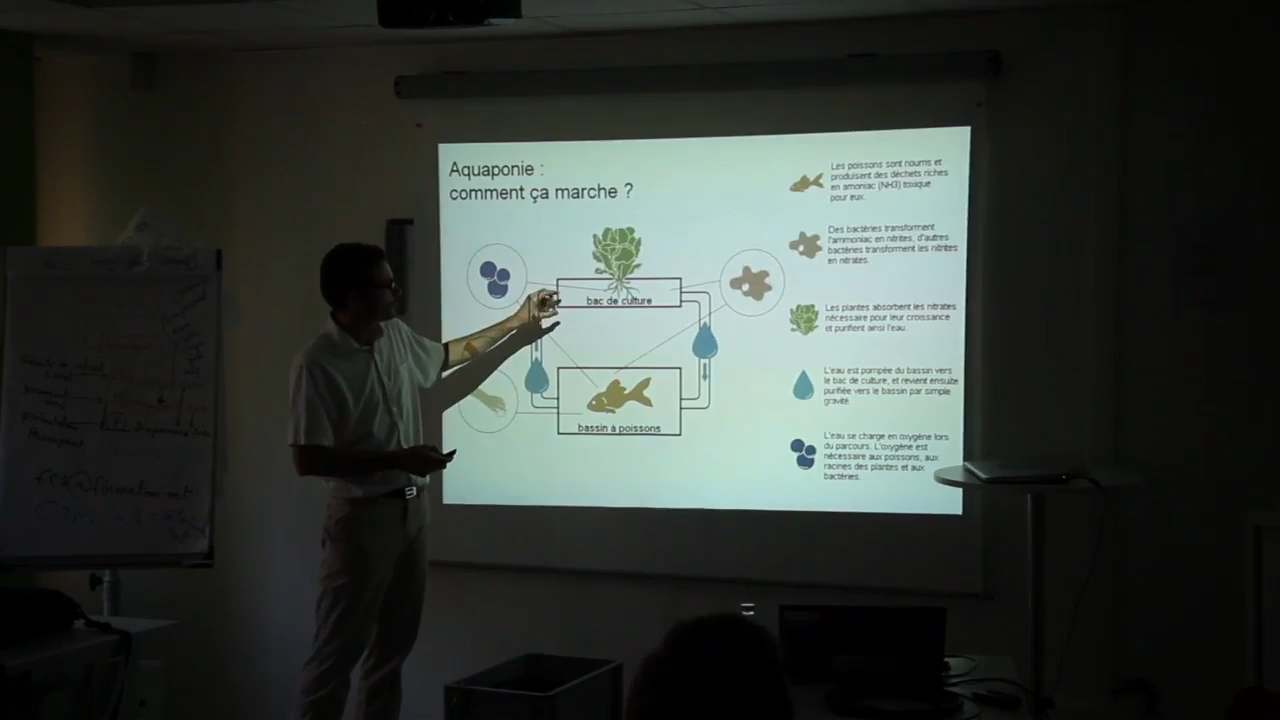 Aquaponie :
comment ça marche ?
bac de culture
bassin à poissons
Les poissons sont nourris et
produisent des déchets riches
en amoniac (NH3) toxique
pour eux.
Des bactéries transforment
l'ammoniac en nitrites, d'autres
bactéries transforment les nitrites
en nitrates.
Les plantes absorbent les nitrates
nécessaire pour leur croissance
et purifient ainsi l'eau.
L'eau est pompée du bassin vers
le bac de culture, et revient ensuite
purifiée vers le bassin par simple
gravité.
L'eau se charge en oxygène lors
du parcours. L'oxygène est
nécessaire aux poissons, aux
racines des plantes et aux
bactéries.